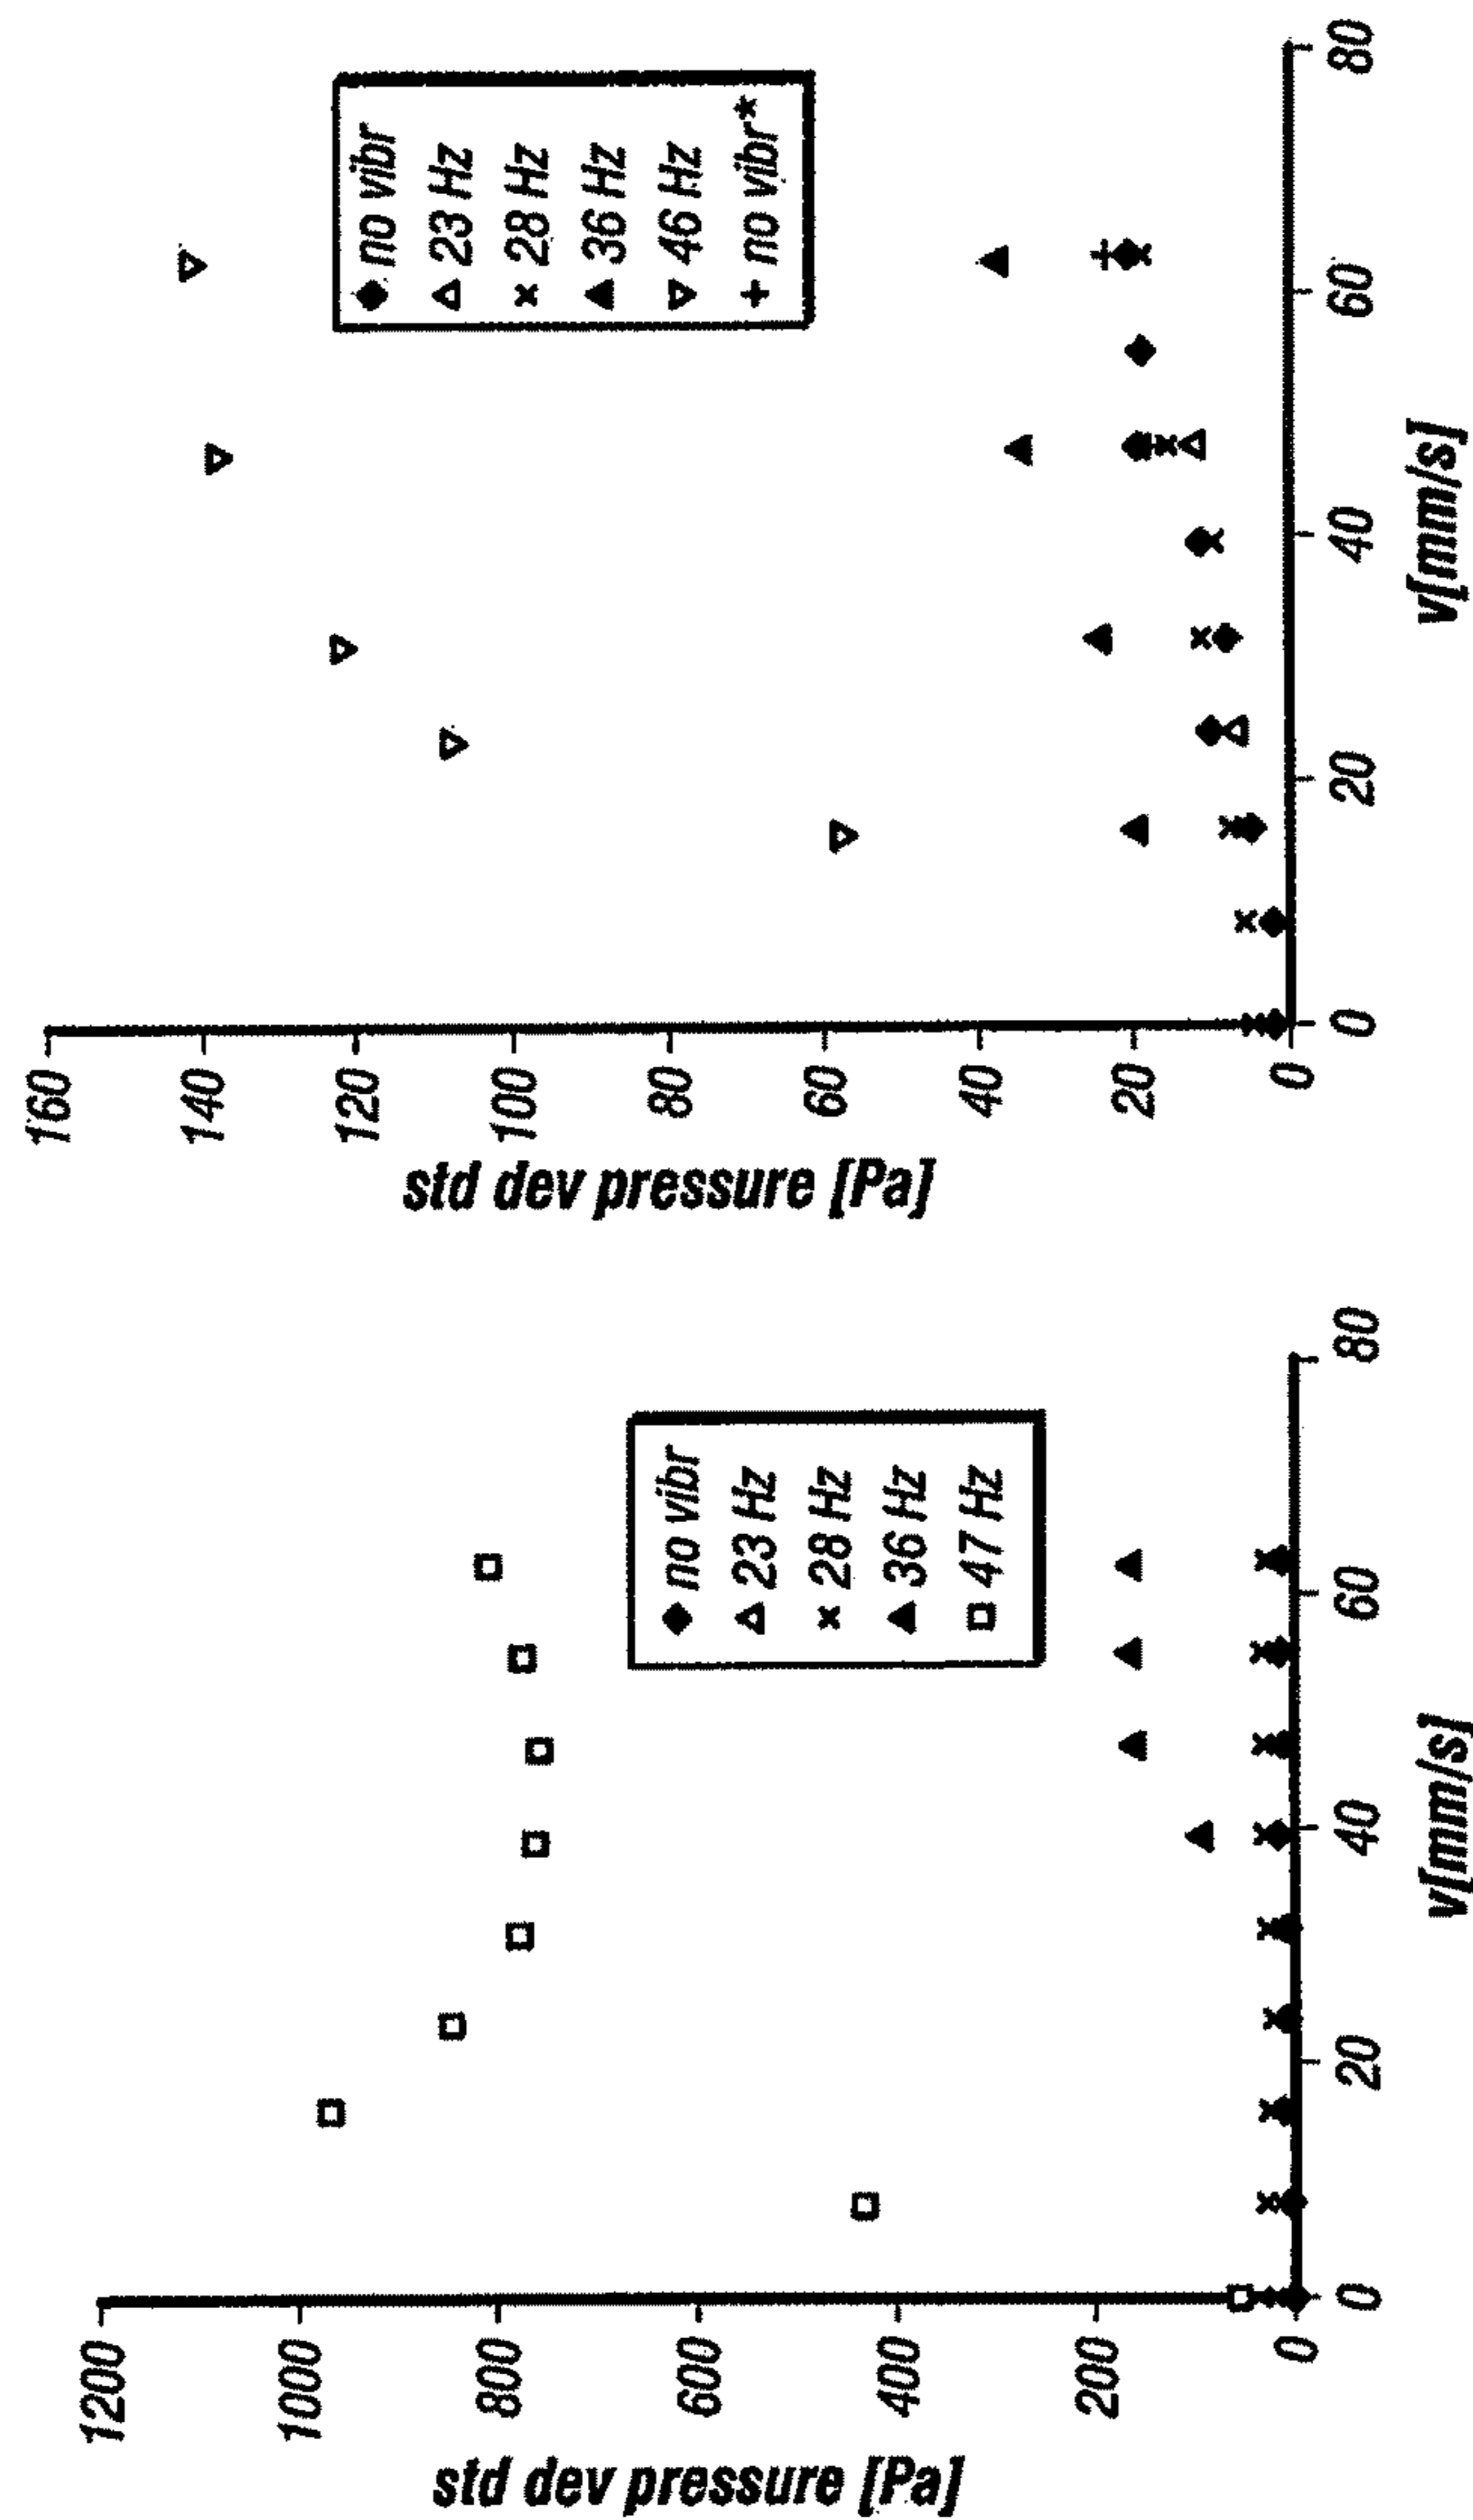 std dev pressure [Pa]
1200
1000
800
600
400
200
0
0
20
40
60
80
v[mm/s]
no vibr
23 Hz
28 Hz
36 Hz
47 Hz
std dev pressure [Pa]
160
140
120
100
80
60
40
20
0
0
20
40
60
80
v[mm/s]
no vibr
23 Hz
28 Hz
36 Hz
46 Hz
no vibr*